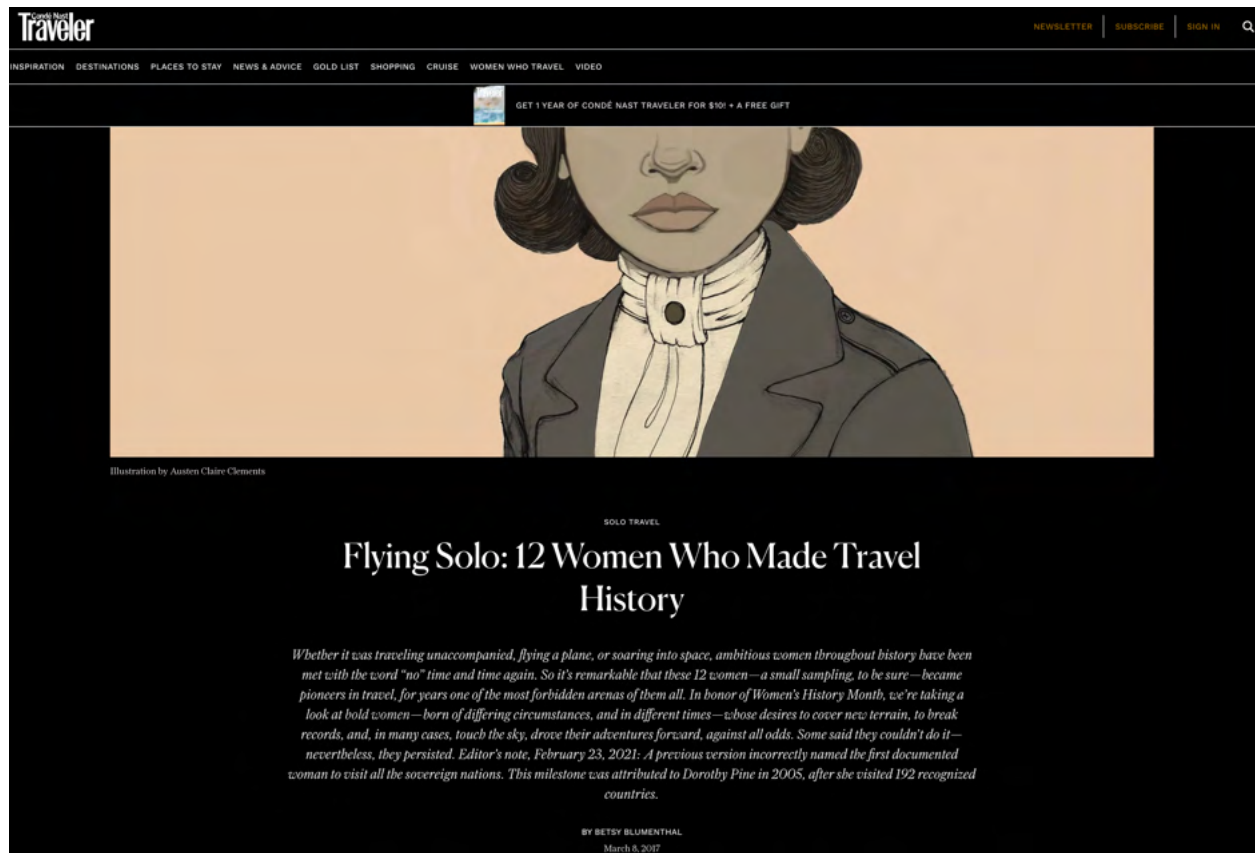 Condé Nast
Traveler
NEWSLETTER SUBSCRIBE SIGN IN
INSPIRATION DESTINATIONS PLACES TO STAY NEWS & ADVICE GOLD LIST SHOPPING CRUISE WOMEN WHO TRAVEL VIDEO
GET 1 YEAR OF CONDÉ NAST TRAVELER FOR $10! + A FREE GIFT
Illustration by Austen Claire Clements
SOLO TRAVEL
Flying Solo: 12 Women Who Made Travel
History
Whether it was traveling unaccompanied, flying a plane, or soaring into space, ambitious women throughout history have been
met with the word “no” time and time again. So it’s remarkable that these 12 women—a small sampling, to be sure—became
pioneers in travel, for years one of the most forbidden arenas of them all. In honor of Women’s History Month, we’re taking a
look at bold women—born of differing circumstances, and in different times—whose desires to cover new terrain, to break
records, and, in many cases, touch the sky, drove their adventures forward, against all odds. Some said they couldn’t do it—
nevertheless, they persisted. Editor’s note, February 23, 2021: A previous version incorrectly named the first documented
woman to visit all the sovereign nations. This milestone was attributed to Dorothy Pine in 2005, after she visited 192 recognized
countries.
BY BETSY BLUMENTHAL
March 8, 2017